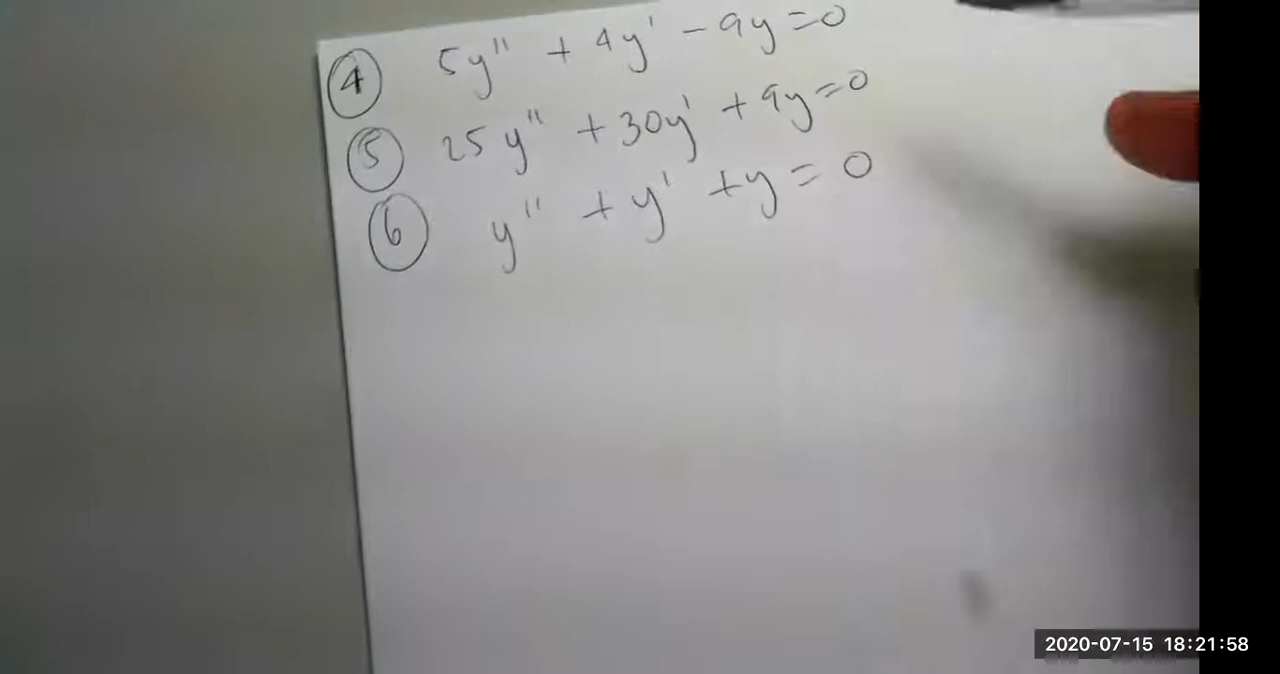 ④ 5y'' + 4y' - 9y = 0
⑤ 25y'' + 30y' + 9y = 0
⑥ y'' + y' + y = 0
2020-07-15 18:21:58